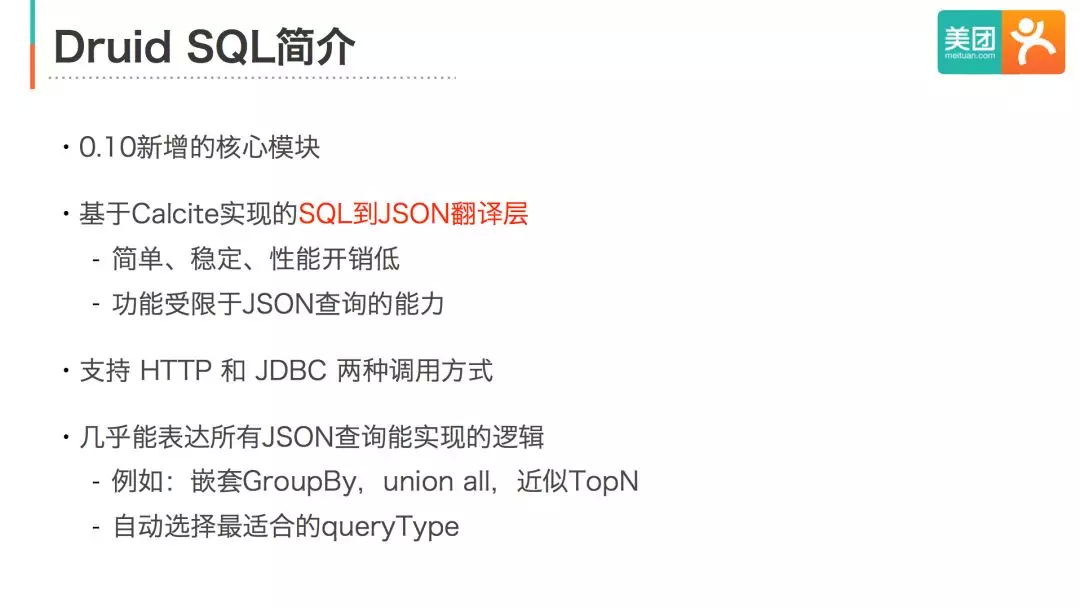 Druid SQL简介
美团
meituan.com
· 0.10新增的核心模块
· 基于Calcite实现的SQL到JSON翻译层
- 简单、稳定、性能开销低
- 功能受限于JSON查询的能力
· 支持 HTTP 和 JDBC 两种调用方式
· 几乎能表达所有JSON查询能实现的逻辑
- 例如：嵌套GroupBy，union all，近似TopN
- 自动选择最适合的queryType